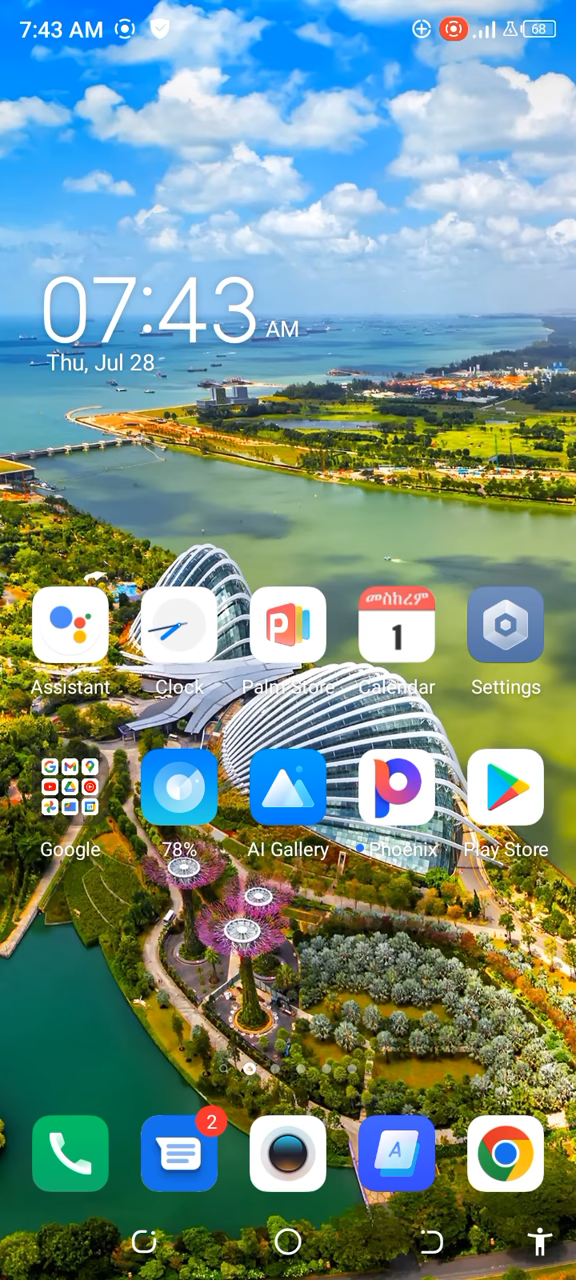 7:43 AM
68
07:43 AM
Thu, Jul 28
መስከረም
1
Assistant
Clock
Palm Store
Calendar
Settings
Google
78%
AI Gallery
Phoenix
Play Store
2
A